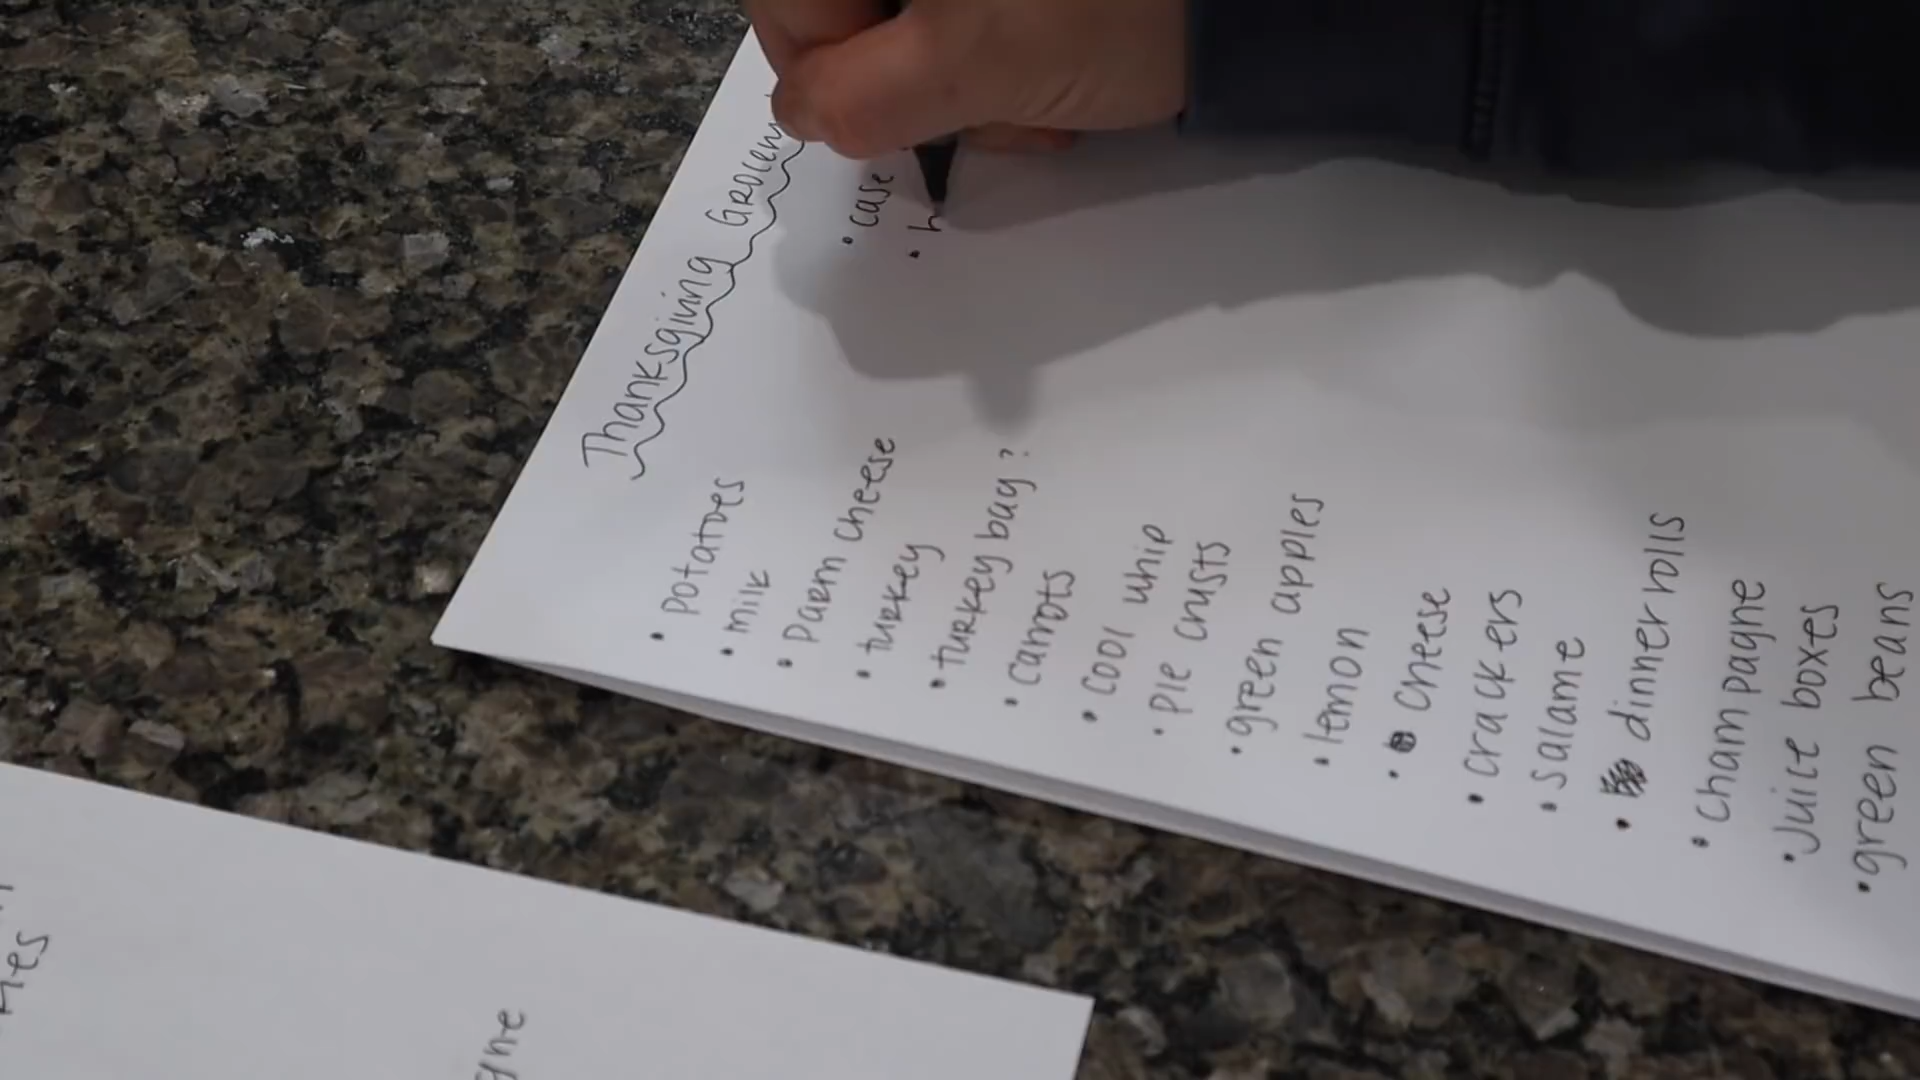 Thanksgiving
• potatoes
• milk
• Parm cheese
• turkey
• turkey bag?
• carrots
• cool whip
• pie crusts
• green apples
• lemon
• cheese
• crackers
• salame
• dinner rolls
• champagne
• Juice boxes
• green beans
• case
• h